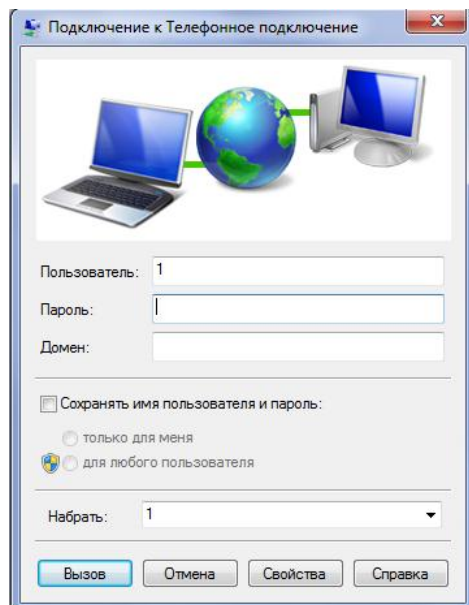 Подключение к Телефонное подключение
Пользователь: 1
Пароль:
Домен:
Сохранять имя пользователя и пароль:
только для меня
для любого пользователя
Набрать: 1
Вызов Отмена Свойства Справка